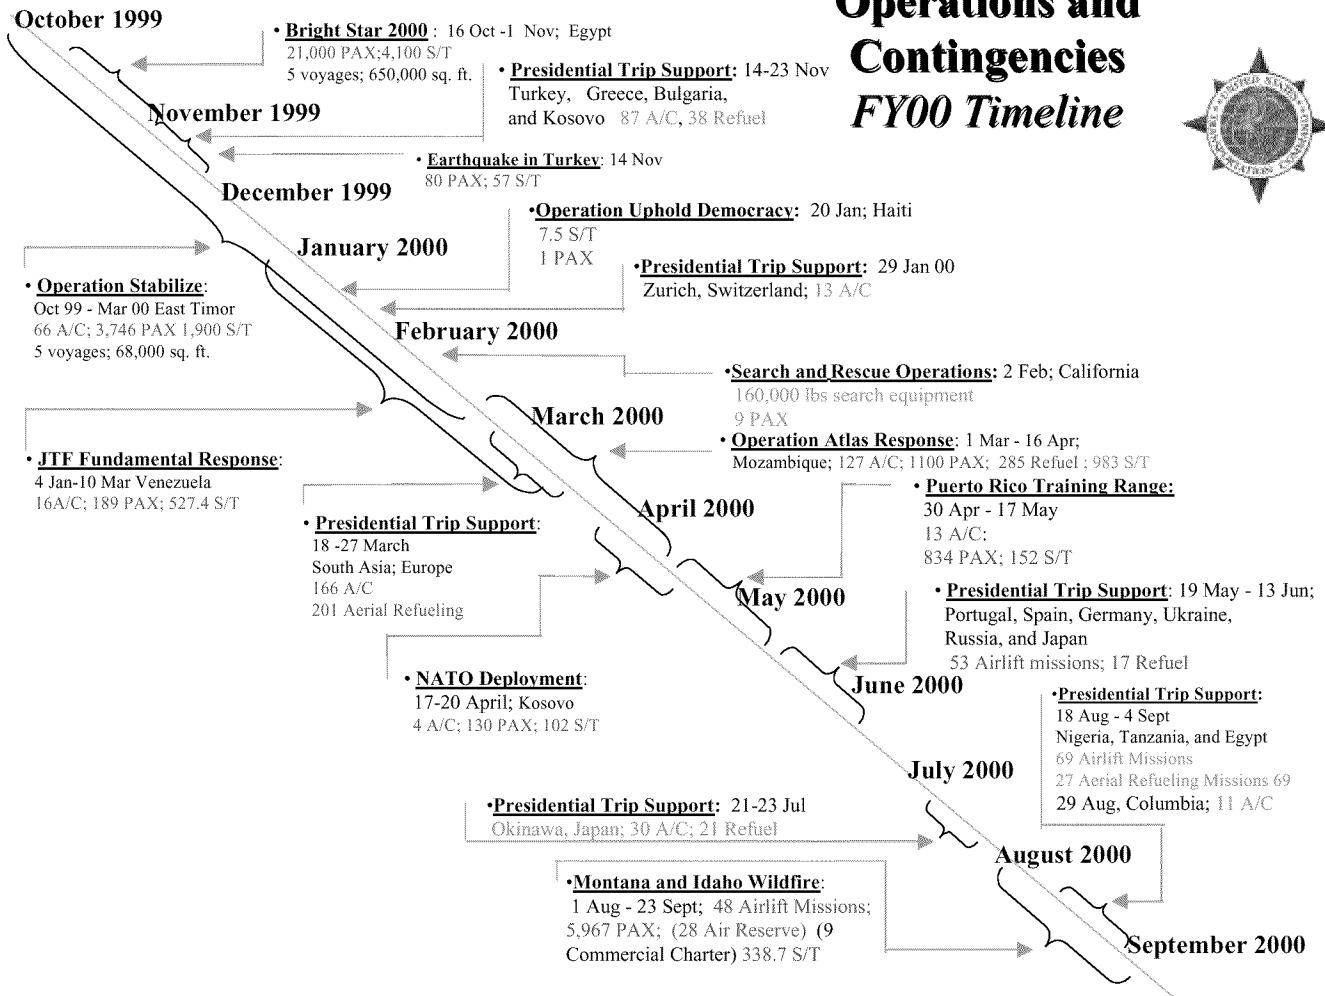 Operations and
Contingencies
FY00 Timeline
UNITED STATES
TRANSPORTATION COMMAND
October 1999
• Bright Star 2000 : 16 Oct -1 Nov; Egypt
21,000 PAX;4,100 S/T
5 voyages; 650,000 sq. ft.
• Presidential Trip Support: 14-23 Nov
Turkey, Greece, Bulgaria,
and Kosovo 87 A/C, 38 Refuel
November 1999
• Earthquake in Turkey: 14 Nov
80 PAX; 57 S/T
December 1999
•Operation Uphold Democracy: 20 Jan; Haiti
7.5 S/T
1 PAX
January 2000
•Presidential Trip Support: 29 Jan 00
Zurich, Switzerland; 13 A/C
• Operation Stabilize:
Oct 99 - Mar 00 East Timor
66 A/C; 3,746 PAX 1,900 S/T
5 voyages; 68,000 sq. ft.
February 2000
•Search and Rescue Operations: 2 Feb; California
160,000 lbs search equipment
9 PAX
March 2000
• Operation Atlas Response: 1 Mar - 16 Apr;
Mozambique; 127 A/C; 1100 PAX; 285 Refuel ; 983 S/T
• JTF Fundamental Response:
4 Jan-10 Mar Venezuela
16A/C; 189 PAX; 527.4 S/T
• Puerto Rico Training Range:
30 Apr - 17 May
13 A/C:
834 PAX; 152 S/T
April 2000
• Presidential Trip Support:
18 -27 March
South Asia; Europe
166 A/C
201 Aerial Refueling
May 2000
• Presidential Trip Support: 19 May - 13 Jun;
Portugal, Spain, Germany, Ukraine,
Russia, and Japan
53 Airlift missions; 17 Refuel
• NATO Deployment:
17-20 April; Kosovo
4 A/C; 130 PAX; 102 S/T
June 2000
•Presidential Trip Support:
18 Aug - 4 Sept
Nigeria, Tanzania, and Egypt
69 Airlift Missions
27 Aerial Refueling Missions 69
29 Aug, Columbia; 11 A/C
July 2000
•Presidential Trip Support: 21-23 Jul
Okinawa, Japan; 30 A/C; 21 Refuel
August 2000
•Montana and Idaho Wildfire:
1 Aug - 23 Sept; 48 Airlift Missions;
5,967 PAX; (28 Air Reserve) (9
Commercial Charter) 338.7 S/T
September 2000